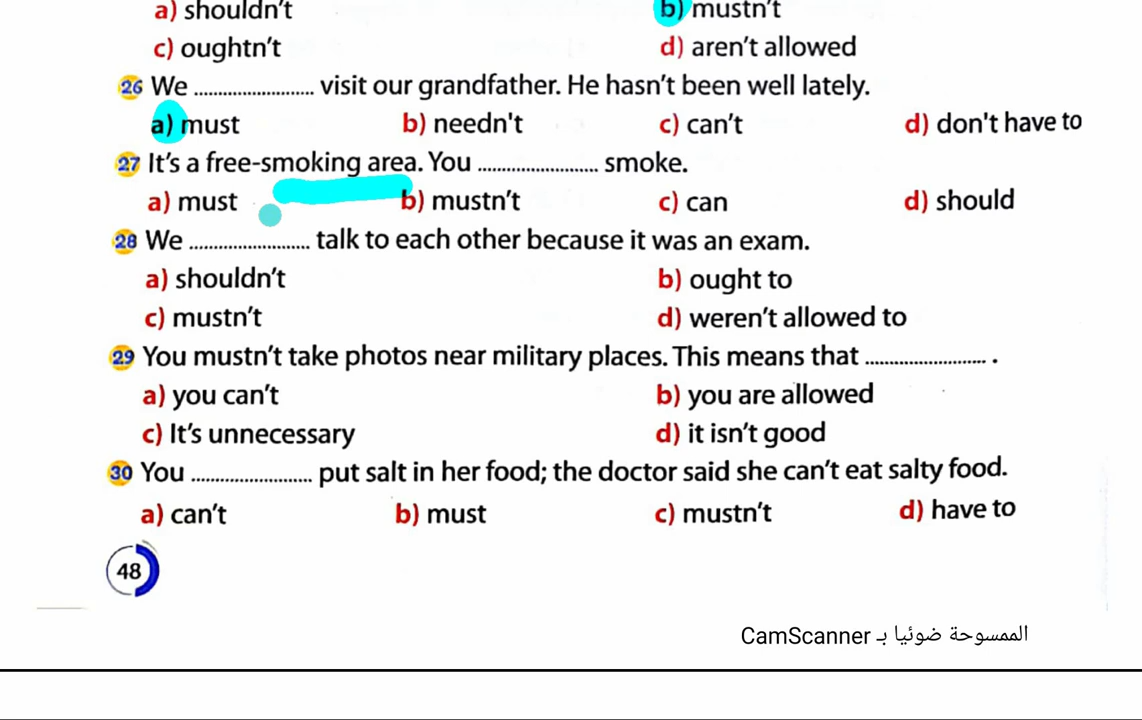 a) shouldn't b) mustn't
c) oughtn't d) aren't allowed
26 We ........................ visit our grandfather. He hasn't been well lately.
a) must b) needn't c) can't d) don't have to
27 It's a free-smoking area. You ........................ smoke.
a) must b) mustn't c) can d) should
28 We ........................ talk to each other because it was an exam.
a) shouldn't b) ought to
c) mustn't d) weren't allowed to
29 You mustn't take photos near military places. This means that ........................ .
a) you can't b) you are allowed
c) It's unnecessary d) it isn't good
30 You ........................ put salt in her food; the doctor said she can't eat salty food.
a) can't b) must c) mustn't d) have to
48
الممسوحة ضوئيا بـ CamScanner